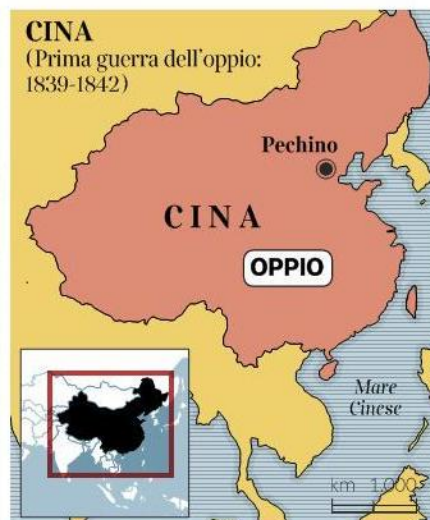 CINA
(Prima guerra dell'oppio:
1839-1842)
Pechino
CINA
OPPIO
Mare
Cinese
km 1.000